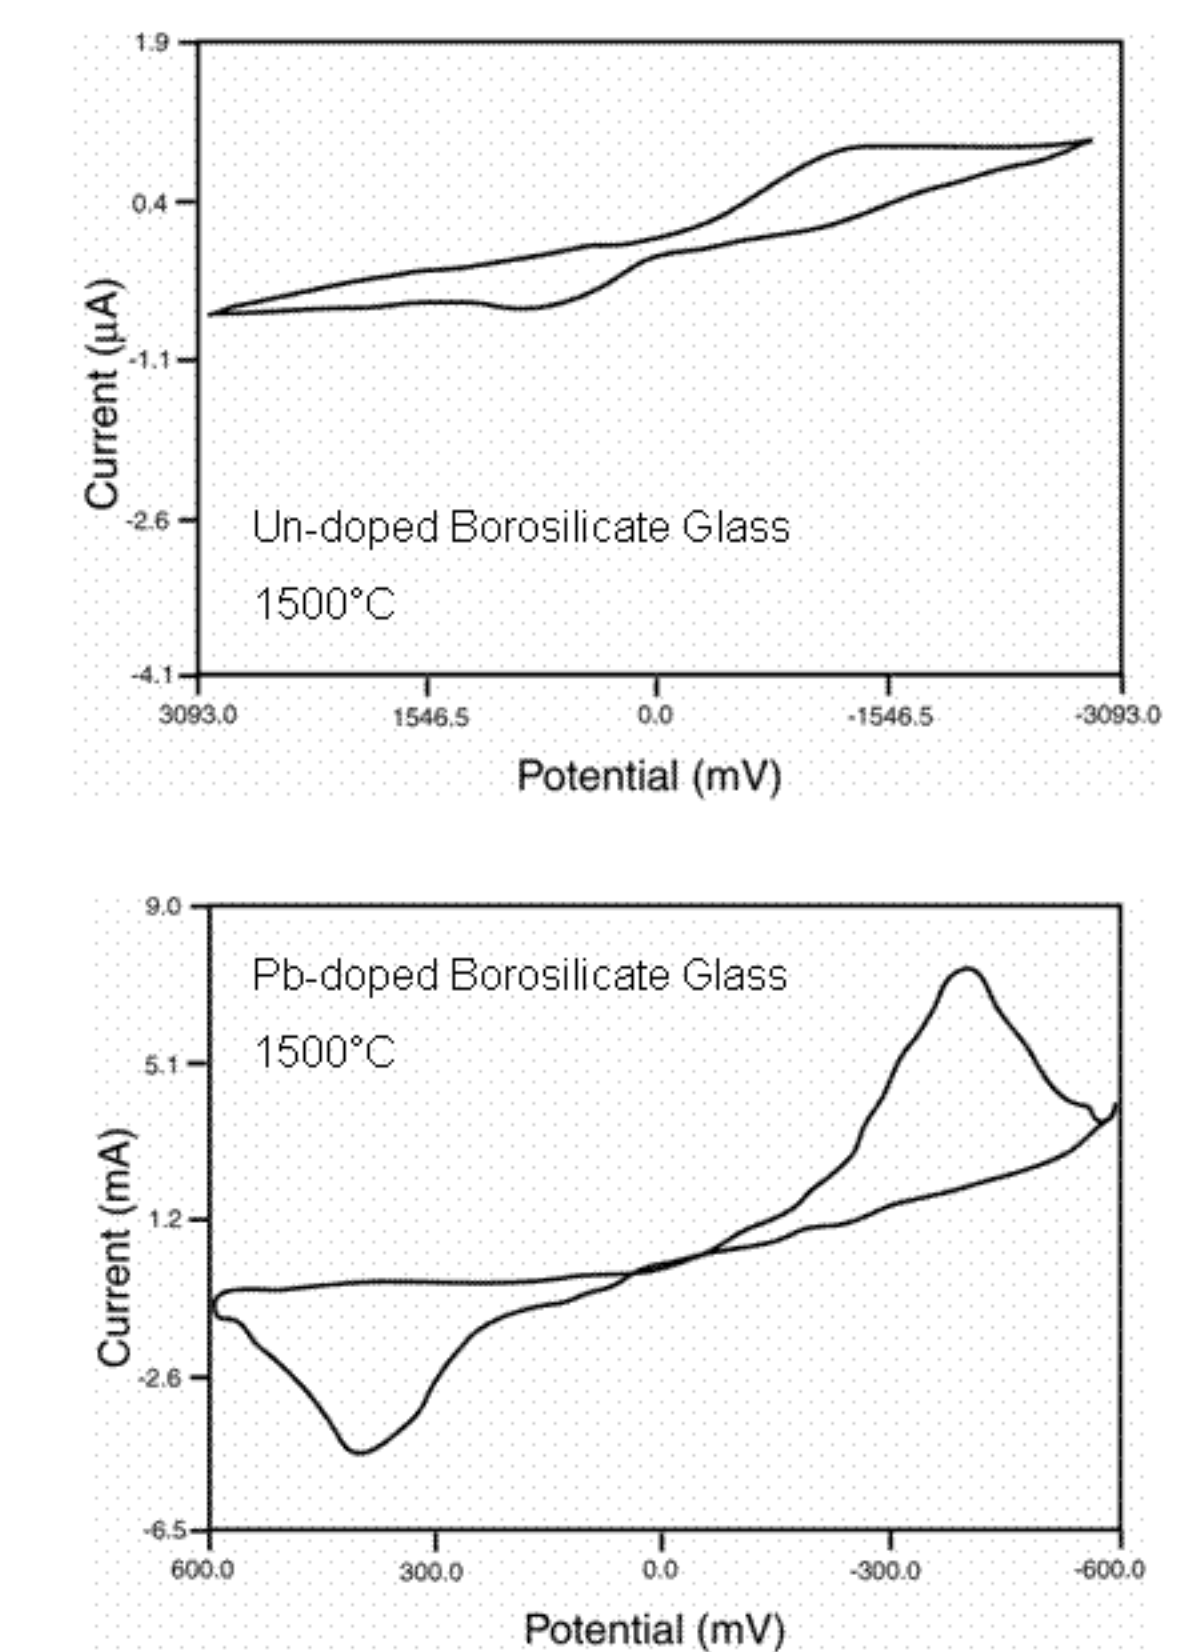 1.9
0.4
-1.1
-2.6
-4.1
Current (µA)
Un-doped Borosilicate Glass
1500°C
3093.0 1546.5 0.0 -1546.5 -3093.0
Potential (mV)
9.0
5.1
1.2
-2.6
-6.5
Current (mA)
Pb-doped Borosilicate Glass
1500°C
600.0 300.0 0.0 -300.0 -600.0
Potential (mV)